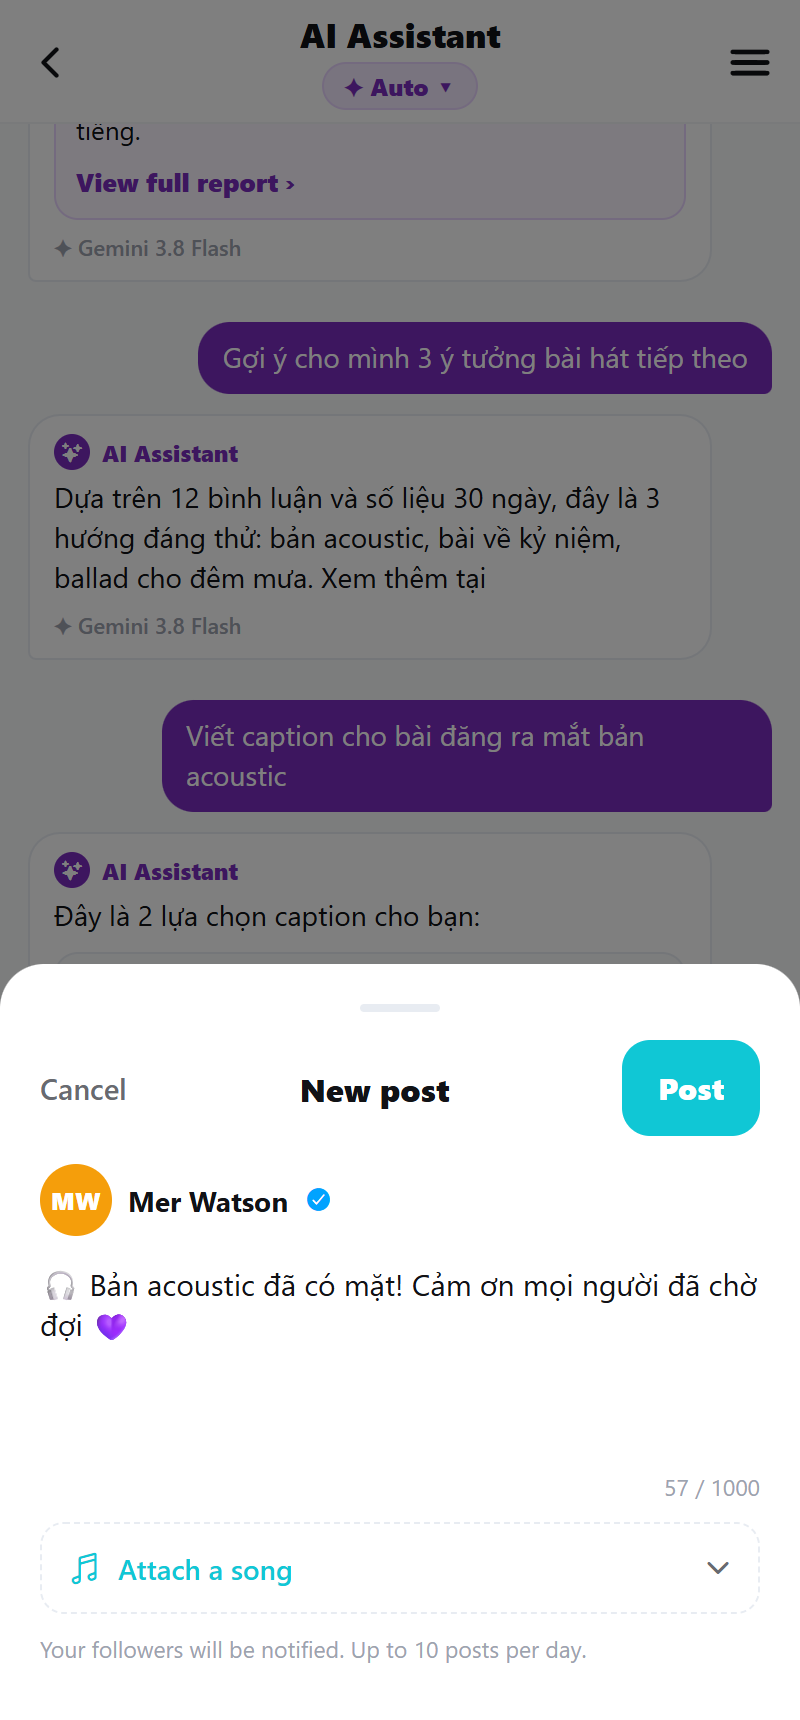 AI Assistant
✦ Auto ▼
tiếng.
View full report ›
✦ Gemini 3.8 Flash
Gợi ý cho mình 3 ý tưởng bài hát tiếp theo
AI Assistant
Dựa trên 12 bình luận và số liệu 30 ngày, đây là 3
hướng đáng thử: bản acoustic, bài về kỷ niệm,
ballad cho đêm mưa. Xem thêm tại
✦ Gemini 3.8 Flash
Viết caption cho bài đăng ra mắt bản
acoustic
AI Assistant
Đây là 2 lựa chọn caption cho bạn:
Cancel
New post
Post
MW
Mer Watson
🎧 Bản acoustic đã có mặt! Cảm ơn mọi người đã chờ
đợi 💜
57 / 1000
Attach a song
Your followers will be notified. Up to 10 posts per day.